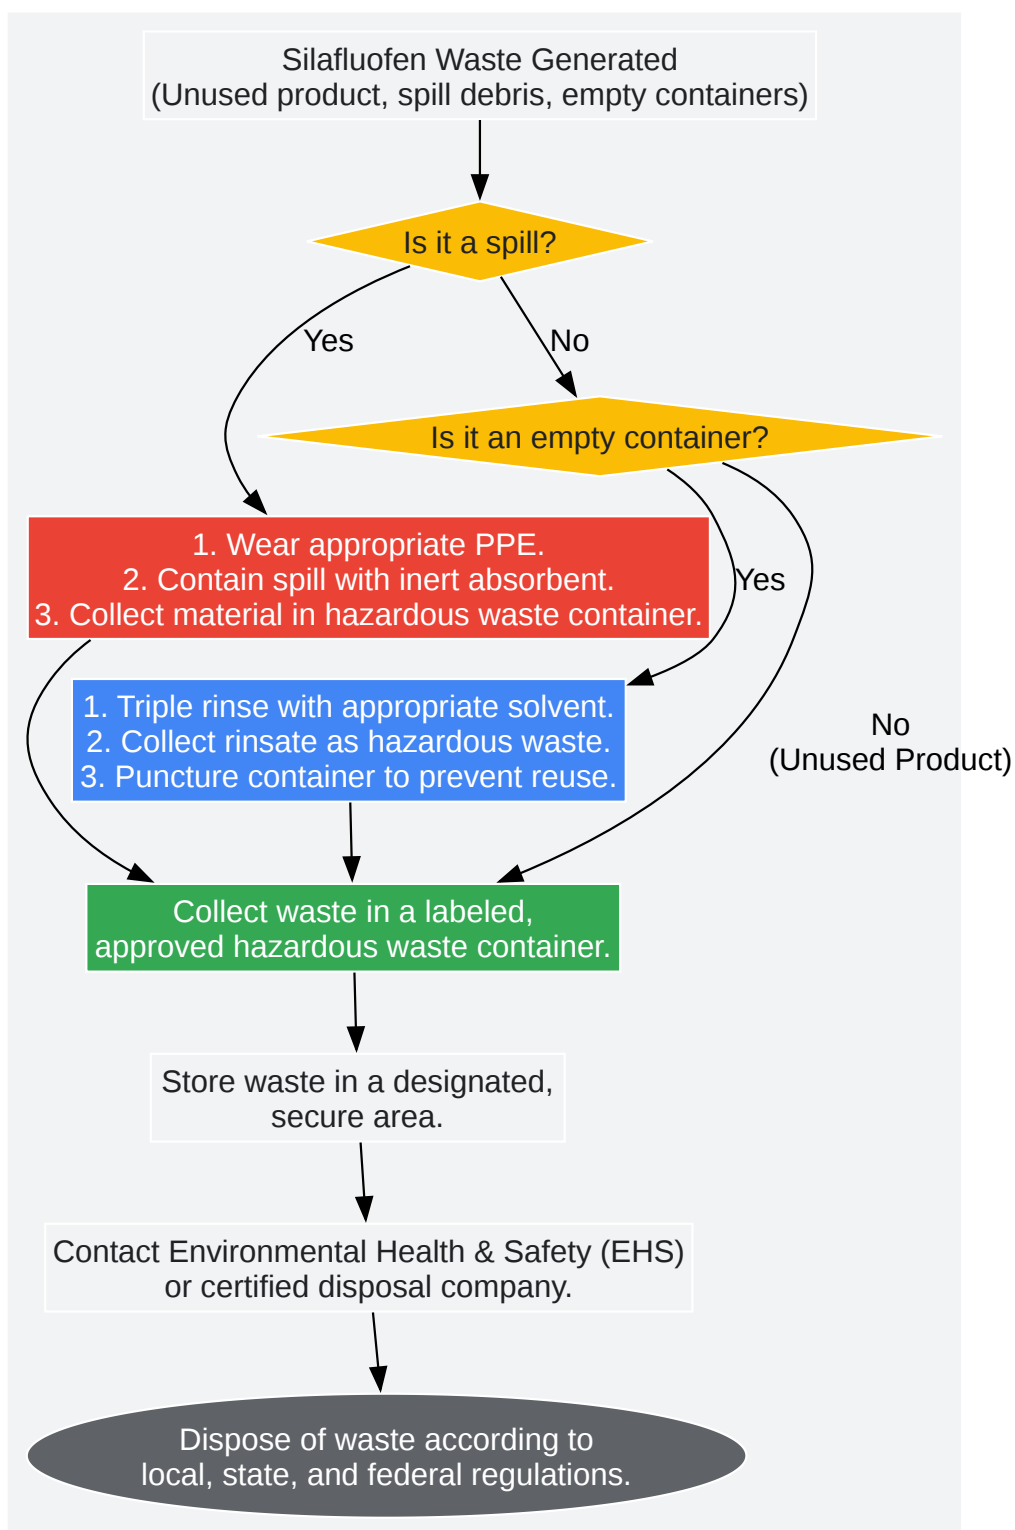 Silafluofen Waste Generated
(Unused product, spill debris, empty containers)
Is it a spill?
Yes
No
Is it an empty container?
1. Wear appropriate PPE.
2. Contain spill with inert absorbent.
3. Collect material in hazardous waste container.
Yes
1. Triple rinse with appropriate solvent.
2. Collect rinsate as hazardous waste.
3. Puncture container to prevent reuse.
No
(Unused Product)
Collect waste in a labeled,
approved hazardous waste container.
Store waste in a designated,
secure area.
Contact Environmental Health & Safety (EHS)
or certified disposal company.
Dispose of waste according to
local, state, and federal regulations.